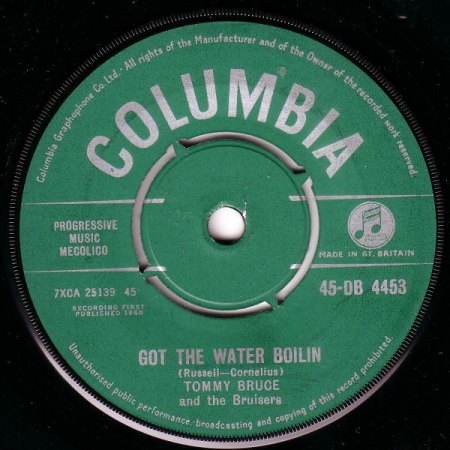 Columbia Graphophone Co. Ltd. - All rights of the Manufacturer and of the Owner of the recorded work reserved.
COLUMBIA
PROGRESSIVE
MUSIC
MECOLICO
MADE IN GT. BRITAIN
7XCA 25139 45
45-DB 4453
RECORDING FIRST
PUBLISHED 1960
GOT THE WATER BOILIN
(Russell—Cornelius)
TOMMY BRUCE
and the Bruisers
Unauthorised public performance, broadcasting and copying of this record prohibited.